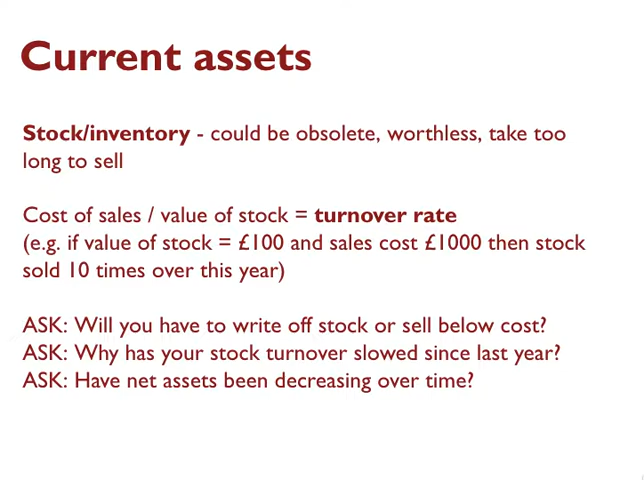 Current assets
Stock/inventory - could be obsolete, worthless, take too
long to sell
Cost of sales / value of stock = turnover rate
(e.g. if value of stock = £100 and sales cost £1000 then stock
sold 10 times over this year)
ASK: Will you have to write off stock or sell below cost?
ASK: Why has your stock turnover slowed since last year?
ASK: Have net assets been decreasing over time?